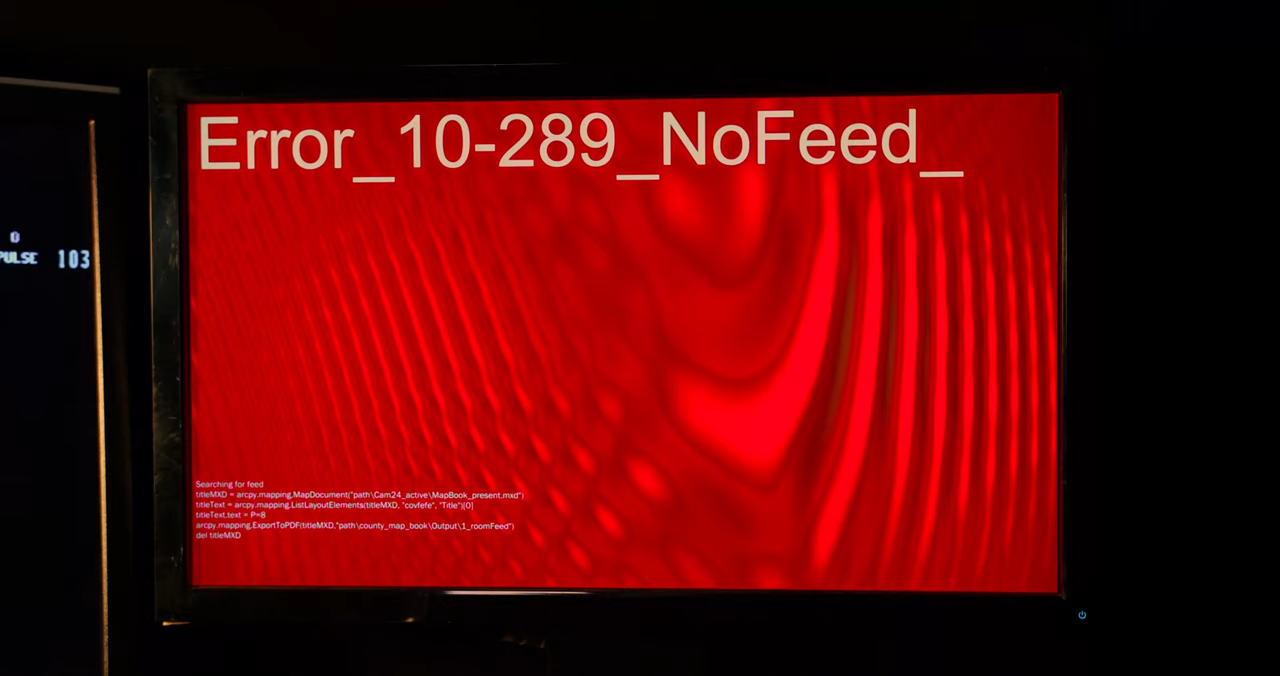 Error_10-289_NoFeed_
0
PULSE 103
Searching for feed
titleMXD = arcpy.mapping.MapDocument("path\Cam24_active\MapBook_present.mxd")
titleText = arcpy.mapping.ListLayoutElements(titleMXD, "covfefe", "Title")[0]
titleText.text = P=8
arcpy.mapping.ExportToPDF(titleMXD,"path\county_map_book\Output\1_roomFeed")
del titleMXD